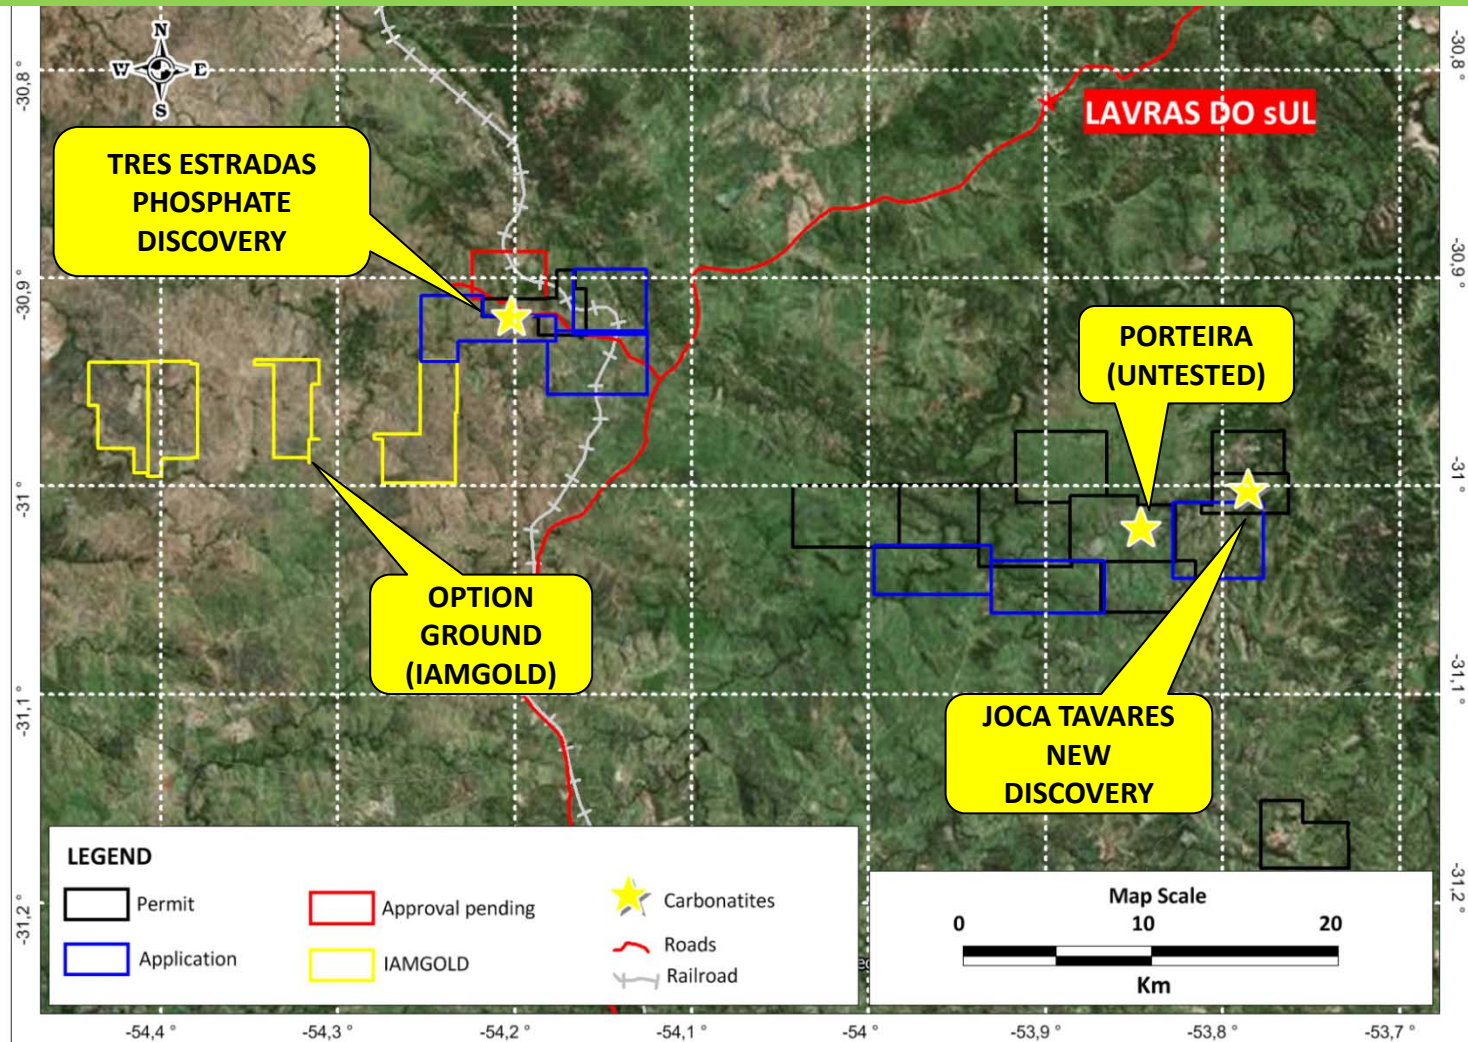 N
W E
S
-30,8 °
-30,8 °
LAVRAS DO sUL
TRES ESTRADAS
PHOSPHATE
DISCOVERY
-30,9 °
-30,9 °
PORTEIRA
(UNTESTED)
-31 °
-31 °
OPTION
GROUND
(IAMGOLD)
-31,1 °
-31,1 °
JOCA TAVARES
NEW
DISCOVERY
LEGEND
Permit
Approval pending
Carbonatites
Application
IAMGOLD
Roads
Railroad
Map Scale
0 10 20
Km
-31,2 °
-31,2 °
-54,4 ° -54,3 ° -54,2 ° -54,1 ° -54 ° -53,9 ° -53,8 ° -53,7 °